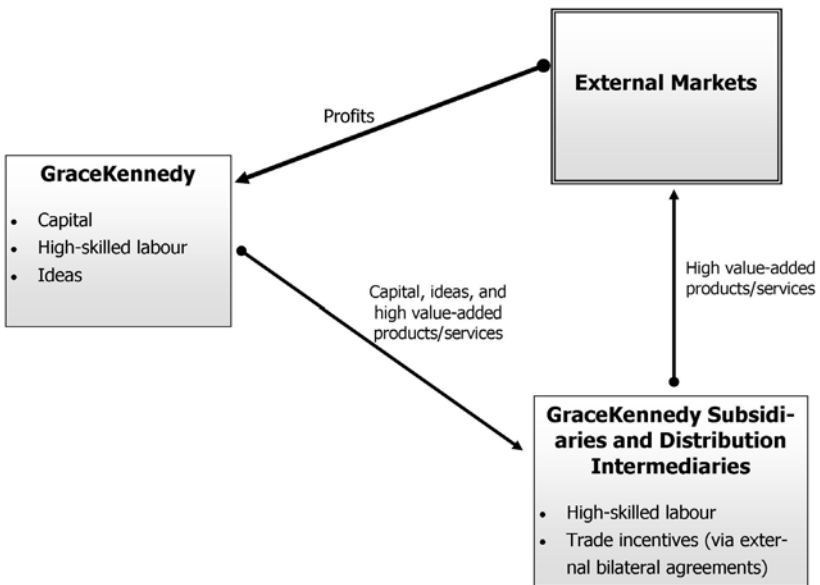 External Markets
Profits
GraceKennedy
• Capital
• High-skilled labour
• Ideas
Capital, ideas, and
high value-added
products/services
High value-added
products/services
GraceKennedy Subsidi-
aries and Distribution
Intermediaries
• High-skilled labour
• Trade incentives (via exter-
nal bilateral agreements)